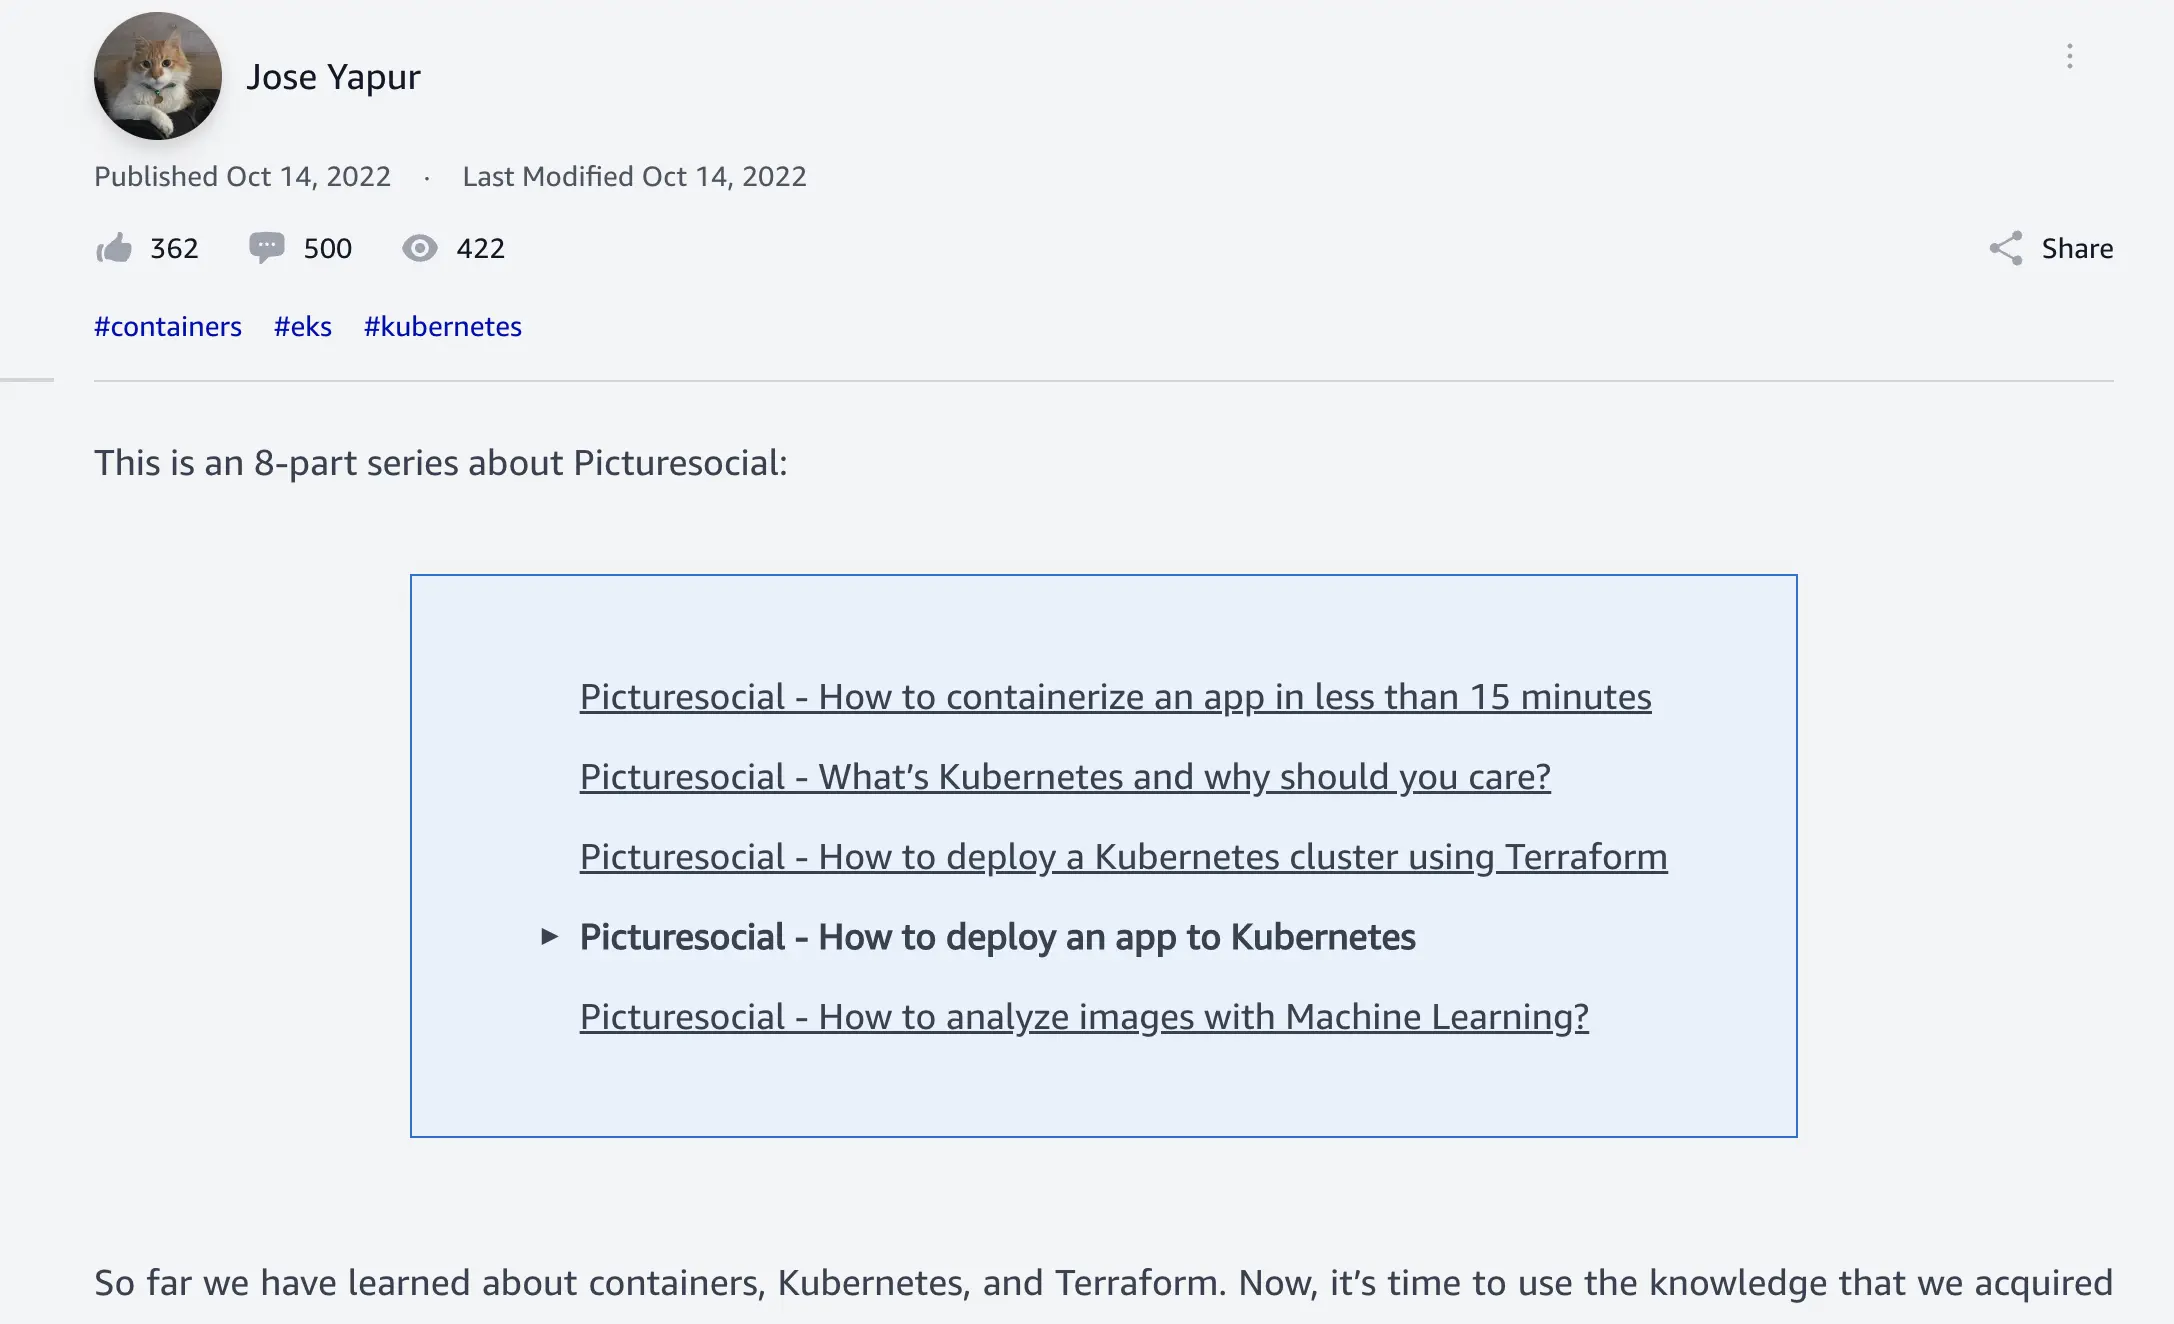 Jose Yapur
Published Oct 14, 2022 · Last Modified Oct 14, 2022
362 500 422 Share
#containers #eks #kubernetes
This is an 8-part series about Picturesocial:
Picturesocial - How to containerize an app in less than 15 minutes
Picturesocial - What’s Kubernetes and why should you care?
Picturesocial - How to deploy a Kubernetes cluster using Terraform
▶ Picturesocial - How to deploy an app to Kubernetes
Picturesocial - How to analyze images with Machine Learning?
So far we have learned about containers, Kubernetes, and Terraform. Now, it’s time to use the knowledge that we acquired